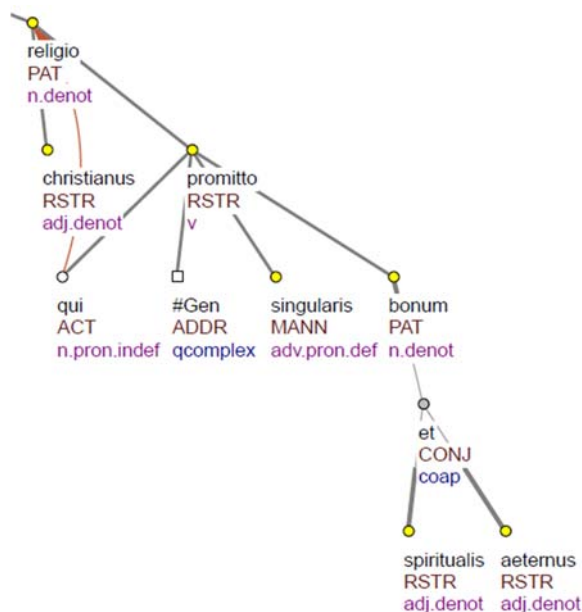 religio
PAT
n.denot
christianus
RSTR
adj.denot
promitto
RSTR
v
qui
ACT
n.pron.indef
#Gen
ADDR
qcomplex
singularis
MANN
adv.pron.def
bonum
PAT
n.denot
et
CONJ
coap
spiritualis
RSTR
adj.denot
aeternus
RSTR
adj.denot